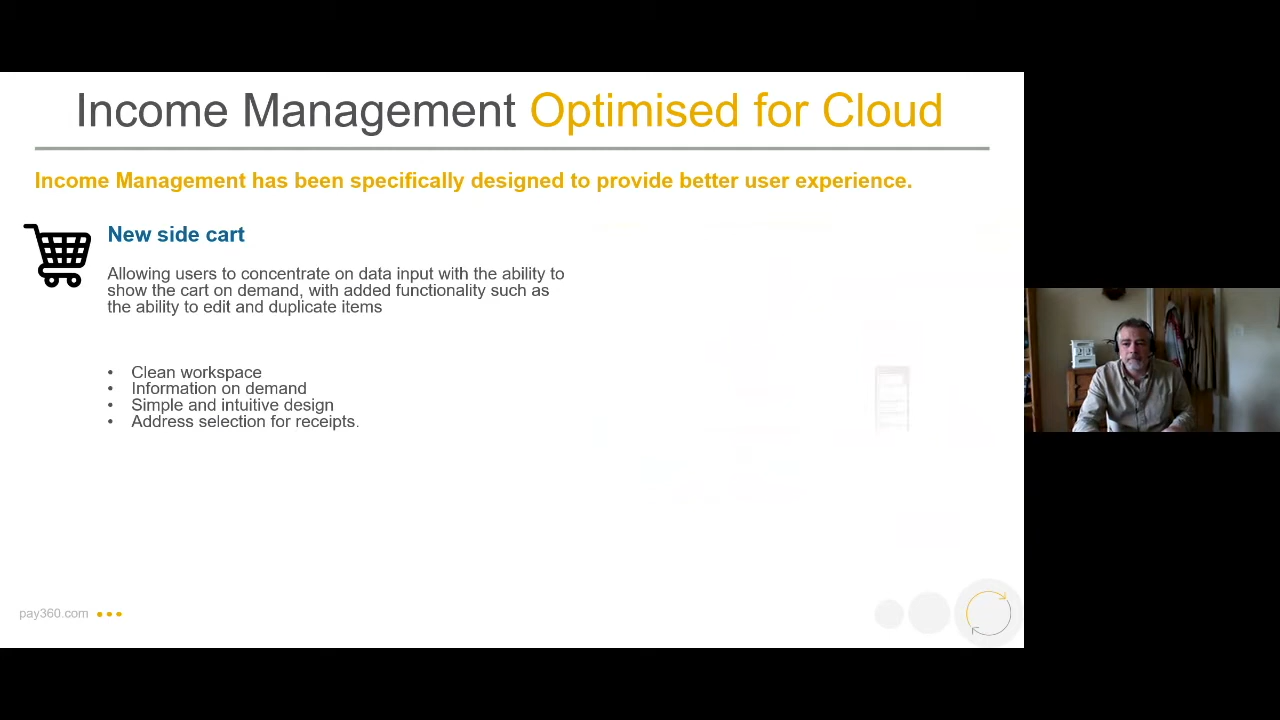 Income Management Optimised for Cloud
Income Management has been specifically designed to provide better user experience.
New side cart
Allowing users to concentrate on data input with the ability to
show the cart on demand, with added functionality such as
the ability to edit and duplicate items
• Clean workspace
• Information on demand
• Simple and intuitive design
• Address selection for receipts.
pay360.com